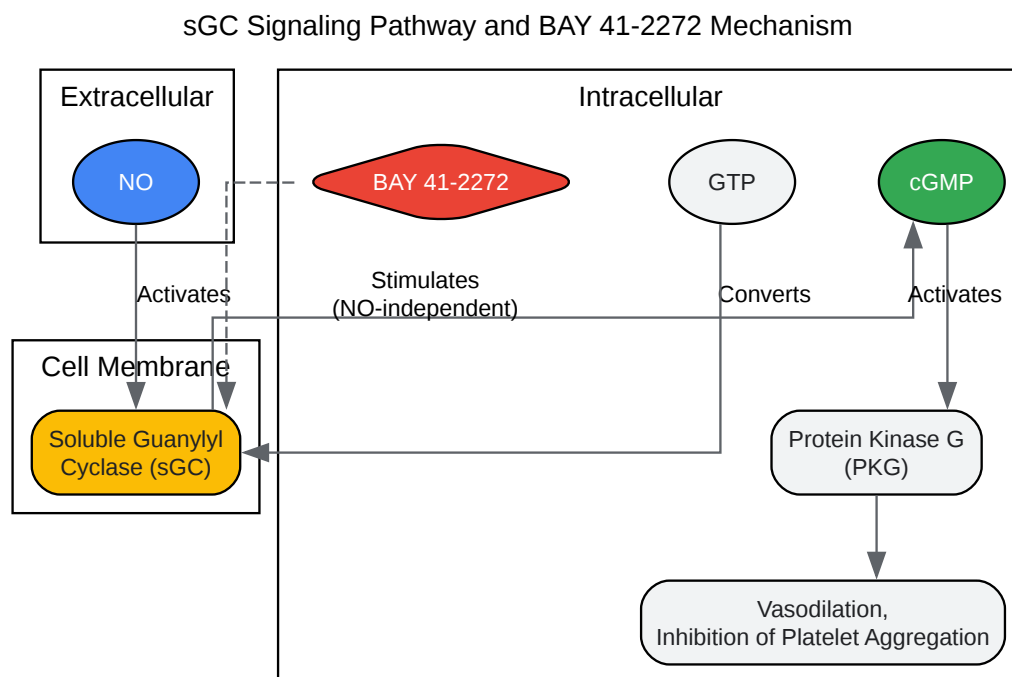 sGC Signaling Pathway and BAY 41-2272 Mechanism
Extracellular
Intracellular
NO
BAY 41-2272
GTP
cGMP
Activates
Stimulates
(NO-independent)
Converts
Activates
Cell Membrane
Soluble Guanylyl
Cyclase (sGC)
Protein Kinase G
(PKG)
Vasodilation,
Inhibition of Platelet Aggregation